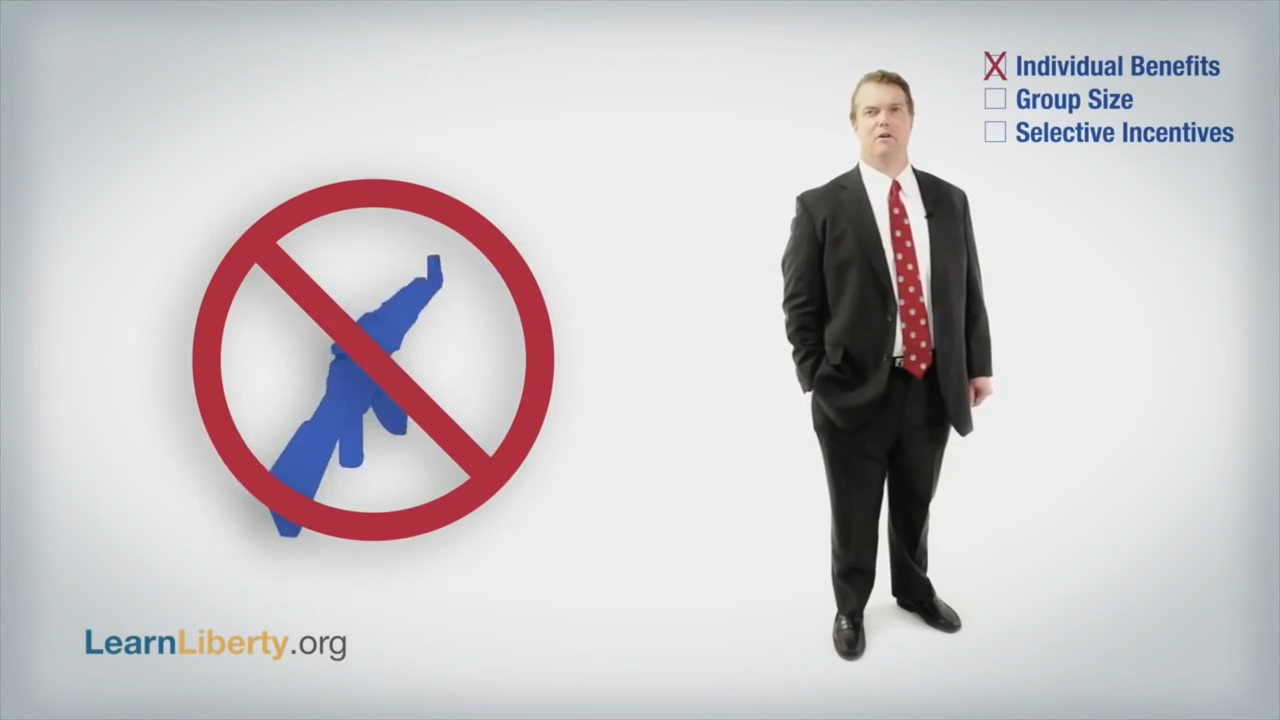 Individual Benefits
Group Size
Selective Incentives
LearnLiberty.org